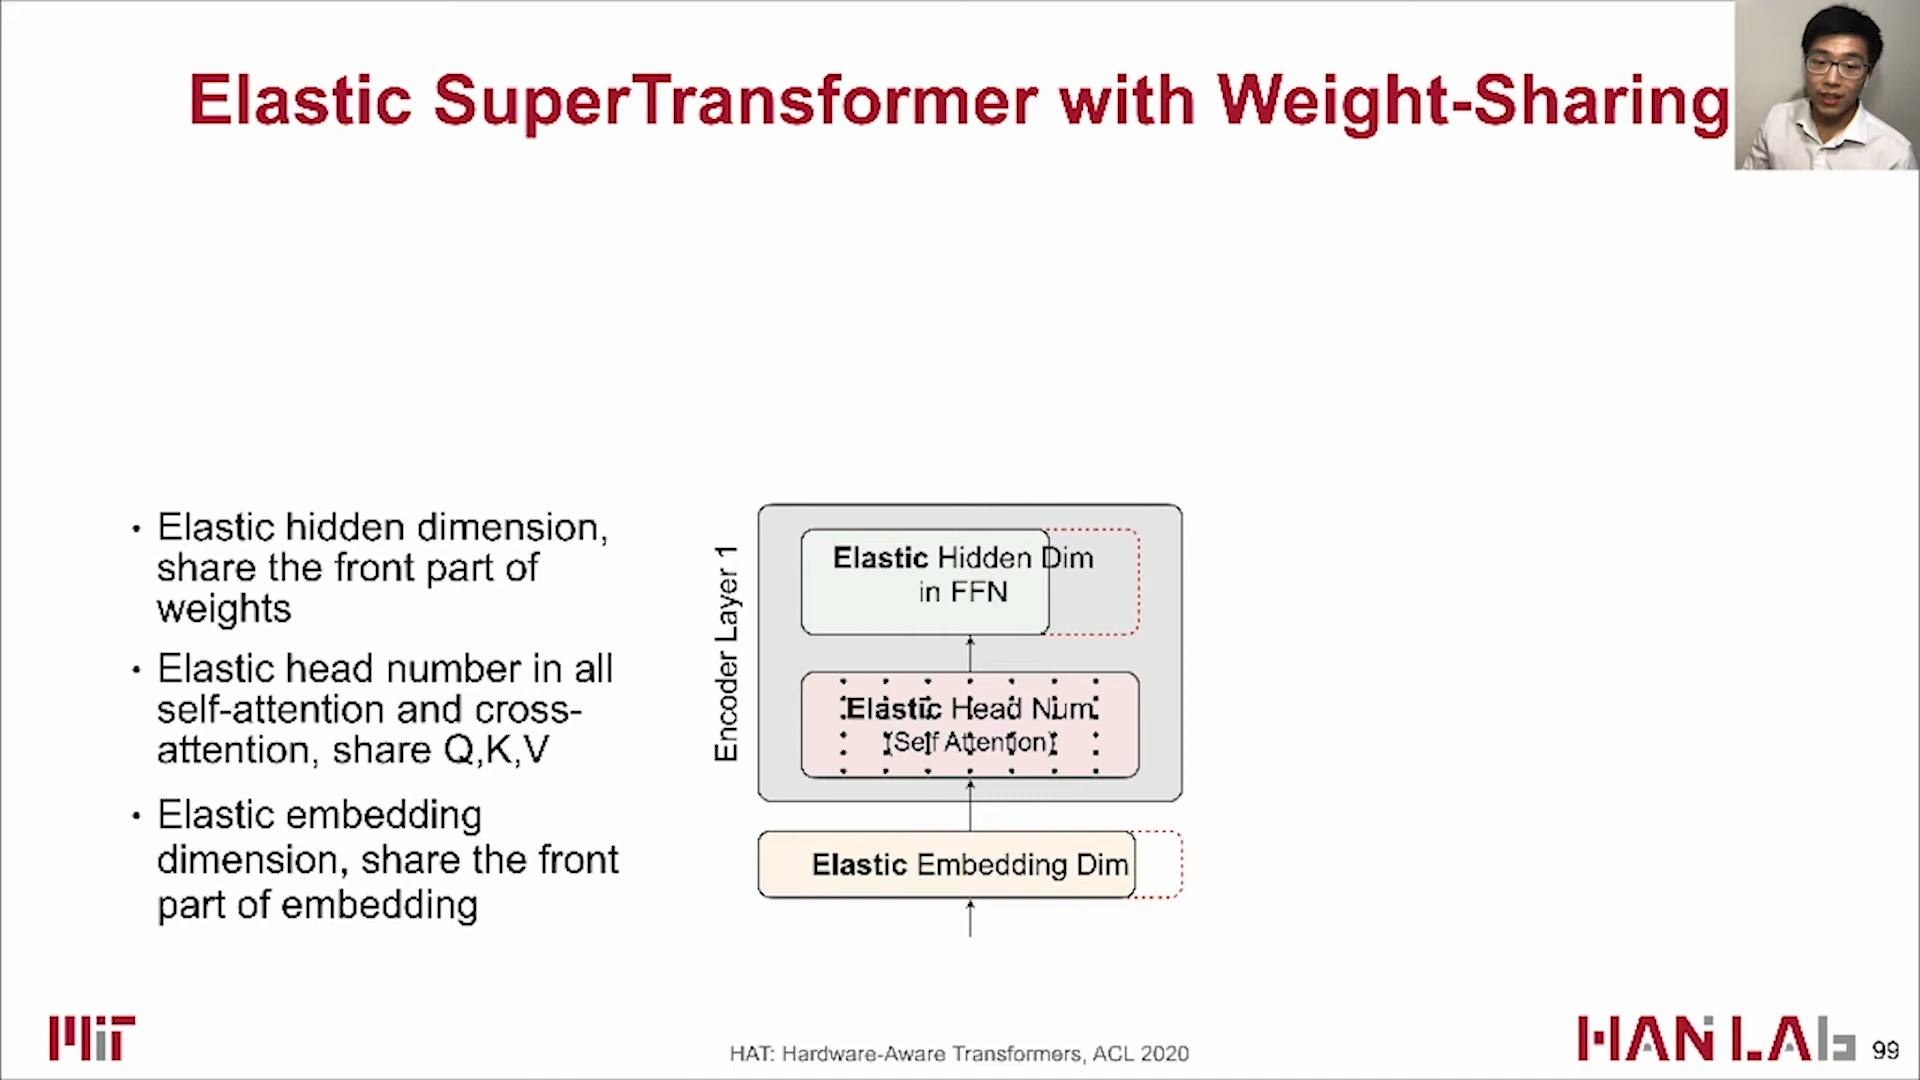 Elastic SuperTransformer with Weight-Sharing
• Elastic hidden dimension,
share the front part of
weights
• Elastic head number in all
self-attention and cross-
attention, share Q,K,V
• Elastic embedding
dimension, share the front
part of embedding
Encoder Layer 1
Elastic Hidden Dim
in FFN
Elastic Head Num
(Self Attention)
Elastic Embedding Dim
MIT
HAT: Hardware-Aware Transformers, ACL 2020
HAN LAB
99